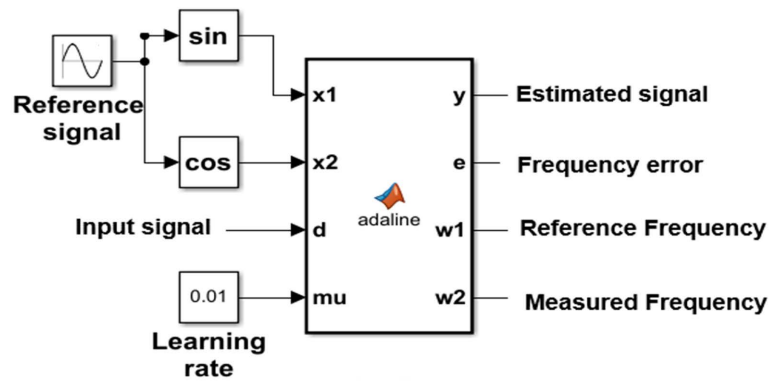 sin
Reference
signal
cos
Input signal
0.01
Learning
rate
x1
x2
d
mu
adaline
y
e
w1
w2
Estimated signal
Frequency error
Reference Frequency
Measured Frequency